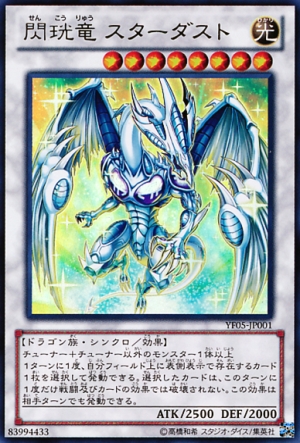 せんこうりゅう
閃珖竜 スターダスト
光
YF05-JP001
【ドラゴン族・シンクロ/効果】
チューナー+チューナー以外のモンスター1体以上
1ターンに1度、自分フィールド上に表側表示で存在するカード
1枚を選択して発動できる。選択したカードは、このターンに
1度だけ戦闘及びカードの効果では破壊されない。この効果は
相手ターンでも発動できる。
ATK/2500 DEF/2000
83994433
©高橋和希 スタジオ・ダイス/集英社